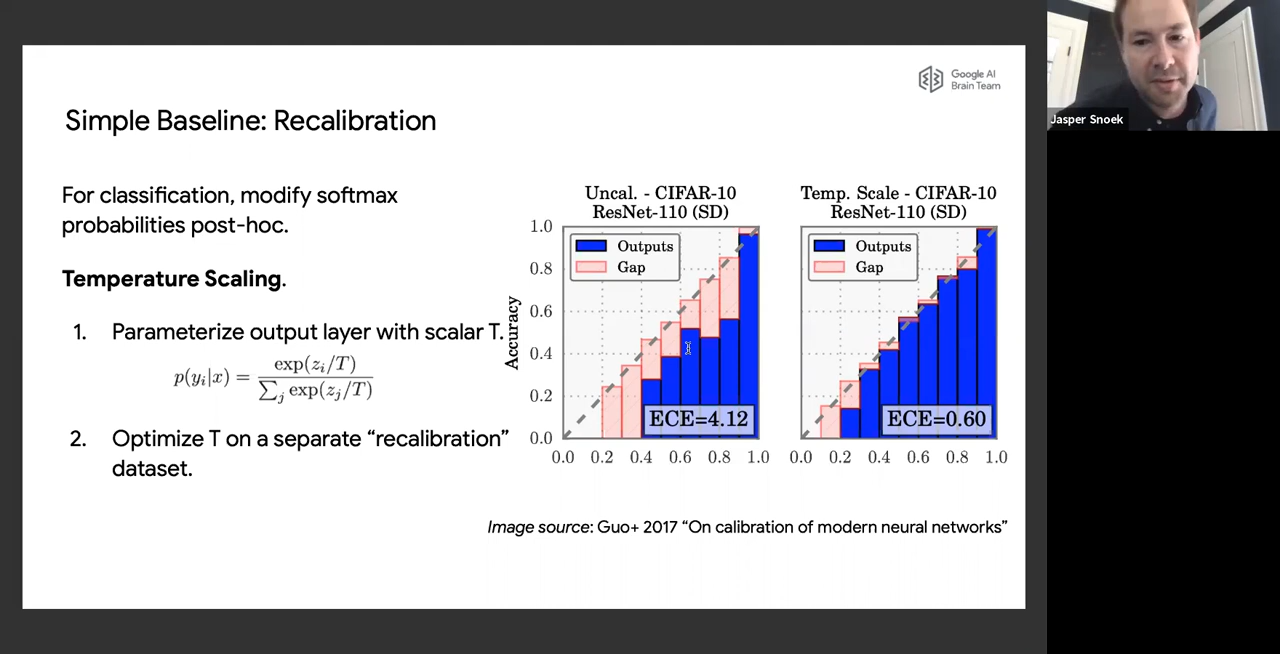 Google AI
Brain Team
Jasper Snoek
Simple Baseline: Recalibration
For classification, modify softmax
probabilities post-hoc.
Temperature Scaling.
1. Parameterize output layer with scalar T.
p(y_i|x) = exp(z_i/T) / ∑_j exp(z_j/T)
2. Optimize T on a separate “recalibration”
dataset.
Uncal. - CIFAR-10
ResNet-110 (SD)
Outputs
Gap
Accuracy
1.0
0.8
0.6
0.4
0.2
0.0
ECE=4.12
0.0 0.2 0.4 0.6 0.8 1.0
Temp. Scale - CIFAR-10
ResNet-110 (SD)
Outputs
Gap
ECE=0.60
0.0 0.2 0.4 0.6 0.8 1.0
Image source: Guo+ 2017 “On calibration of modern neural networks”